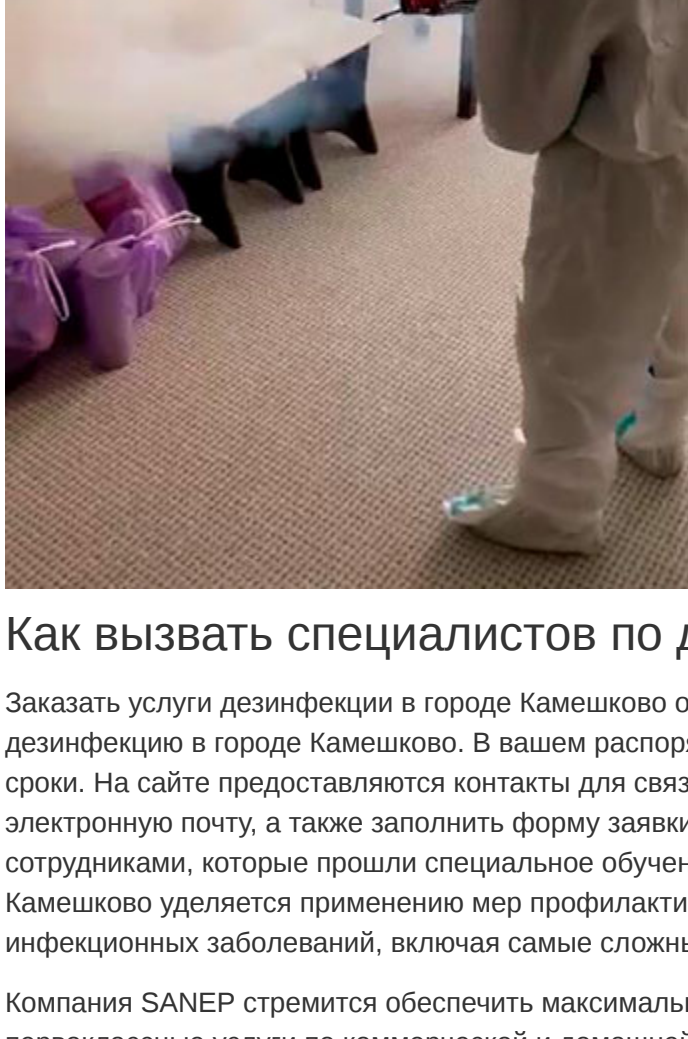 Как вызвать специалистов по
Заказать услуги дезинфекции в городе Камешково
дезинфекцию в городе Камешково. В вашем
сроки. На сайте предоставляются контакты для
электронную почту, а также заполнить форму заявки
сотрудниками, которые прошли специальное
Камешково уделяется применению мер
инфекционных заболеваний, включая самые
Компания SANEP стремится обеспечить